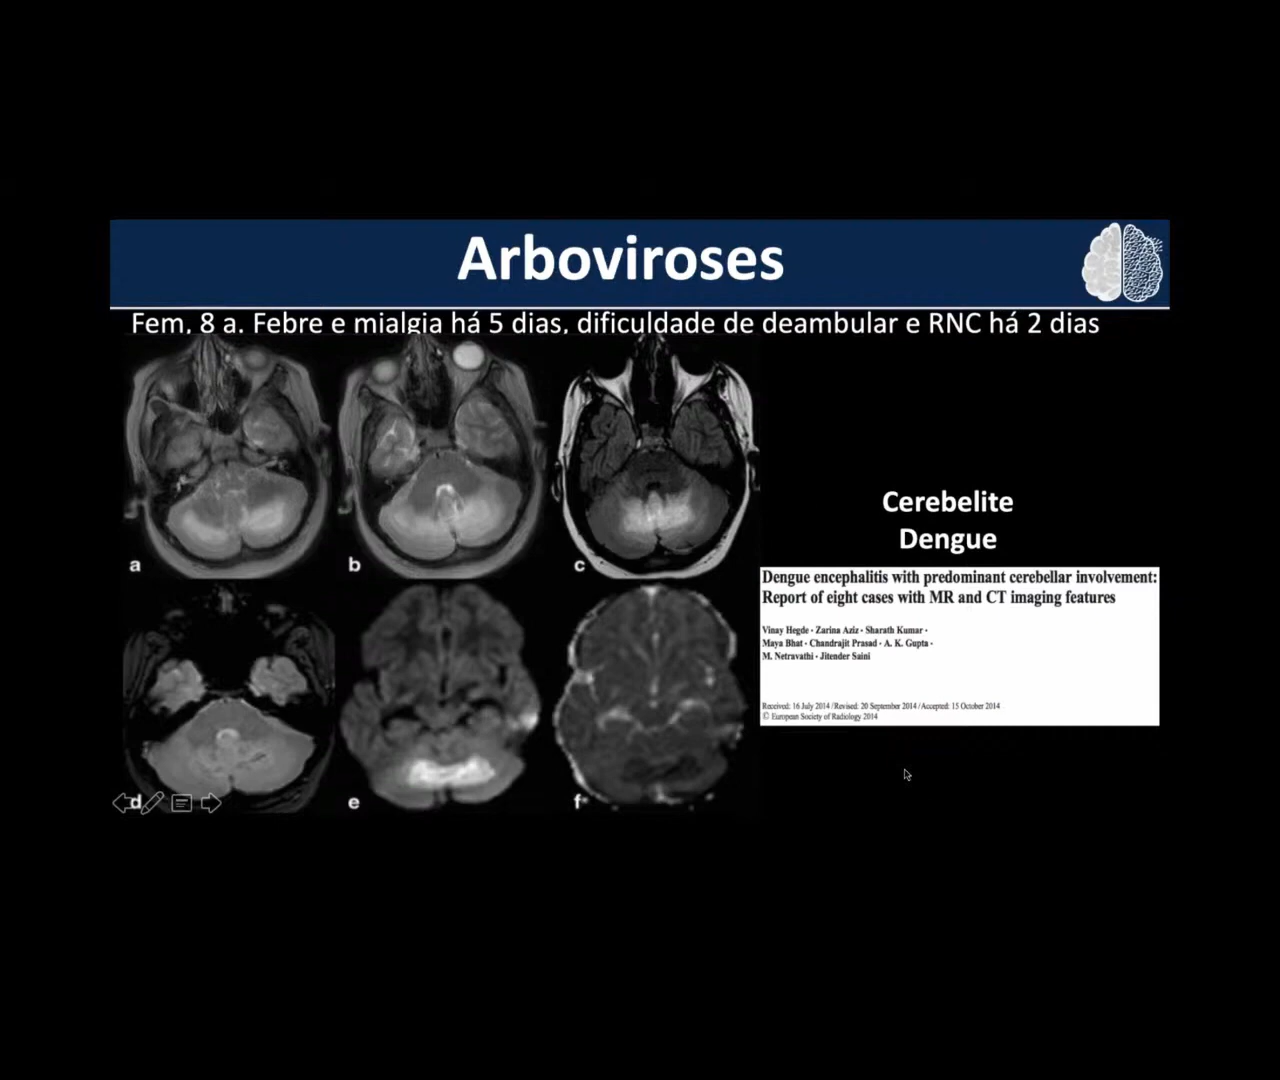 Arboviroses
Fem, 8 a. Febre e mialgia há 5 dias, dificuldade de deambular e RNC há 2 dias
a
b
c
Cerebelite
Dengue
Dengue encephalitis with predominant cerebellar involvement:
Report of eight cases with MR and CT imaging features
Vinay Hegde · Zarina Aziz · Sharath Kumar ·
Maya Bhat · Chandrajit Prasad · A. K. Gupta ·
M. Netravathi · Jitender Saini
Received: 16 July 2014 / Revised: 20 September 2014 / Accepted: 15 October 2014
© European Society of Radiology 2014
d
e
f